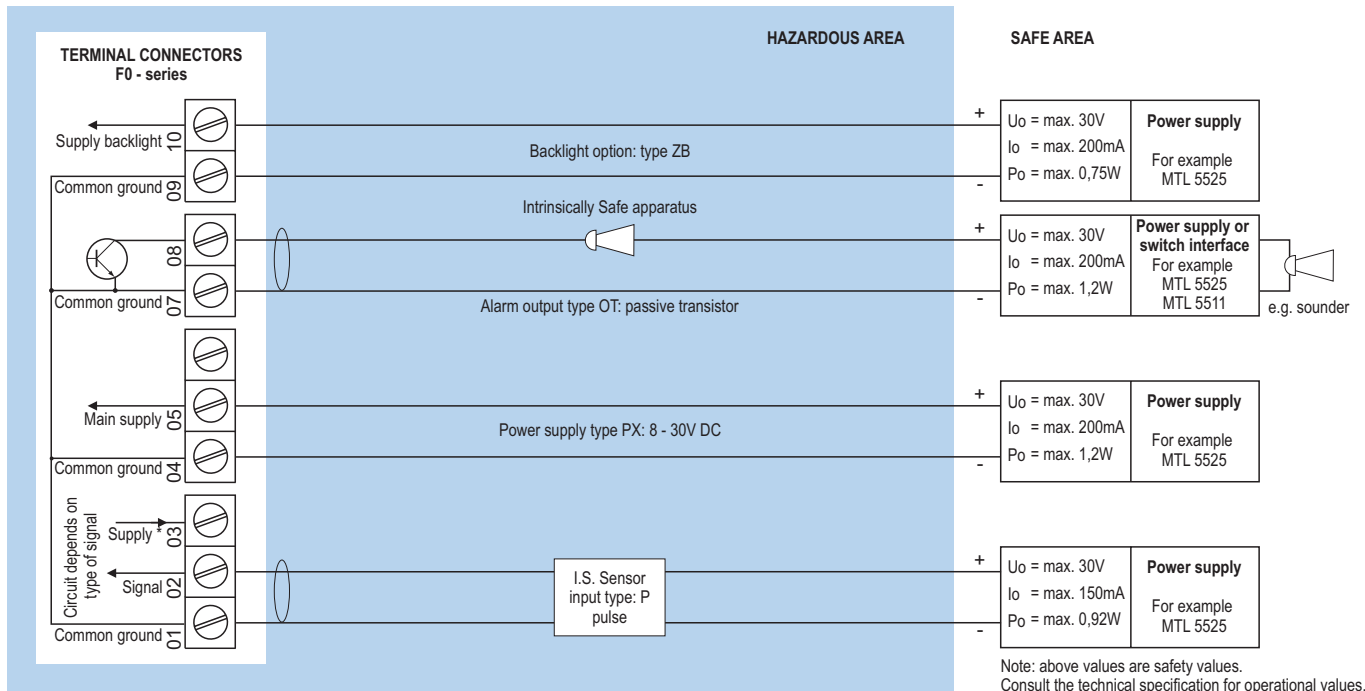 HAZARDOUS AREA
SAFE AREA
TERMINAL CONNECTORS
F0 - series
Supply backlight
10
Backlight option: type ZB
Common ground
09
+
-
Uo = max. 30V
Io = max. 200mA
Po = max. 0,75W
Power supply
For example
MTL 5525
Intrinsically Safe apparatus
08
Common ground
07
Alarm output type OT: passive transistor
+
-
Uo = max. 30V
Io = max. 200mA
Po = max. 1,2W
Power supply or
switch interface
For example
MTL 5525
MTL 5511
e.g. sounder
Main supply
05
Power supply type PX: 8 - 30V DC
Common ground
04
+
-
Uo = max. 30V
Io = max. 200mA
Po = max. 1,2W
Power supply
For example
MTL 5525
Circuit depends on
type of signal
Supply *
03
Signal
02
Common ground
01
I.S. Sensor
input type: P
pulse
+
-
Uo = max. 30V
Io = max. 150mA
Po = max. 0,92W
Power supply
For example
MTL 5525
Note: above values are safety values.
Consult the technical specification for operational values.